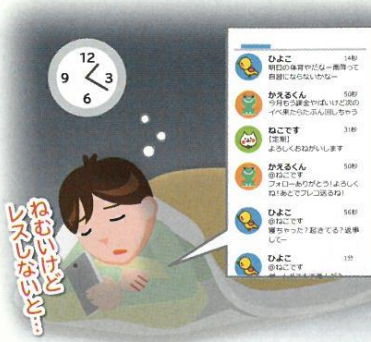 12
9
3
6
ひよこ 14秒
明日の体育やだなー雨降って
自習にならないかなー
かえるくん 50秒
今月もう課金やばいけど次の
イベ来たらたぶん回しちゃう
ねこです 31秒
【定期】
よろしくおねがいします
かえるくん 50秒
@ねこです
フォローありがとう!よろしく
ね!あとでフレコ送るね!
ひよこ 56秒
@ねこです
寝ちゃった?起きてる?返事
してー
ひよこ 1分
@ねこです
ねむいけど
レスしないと…